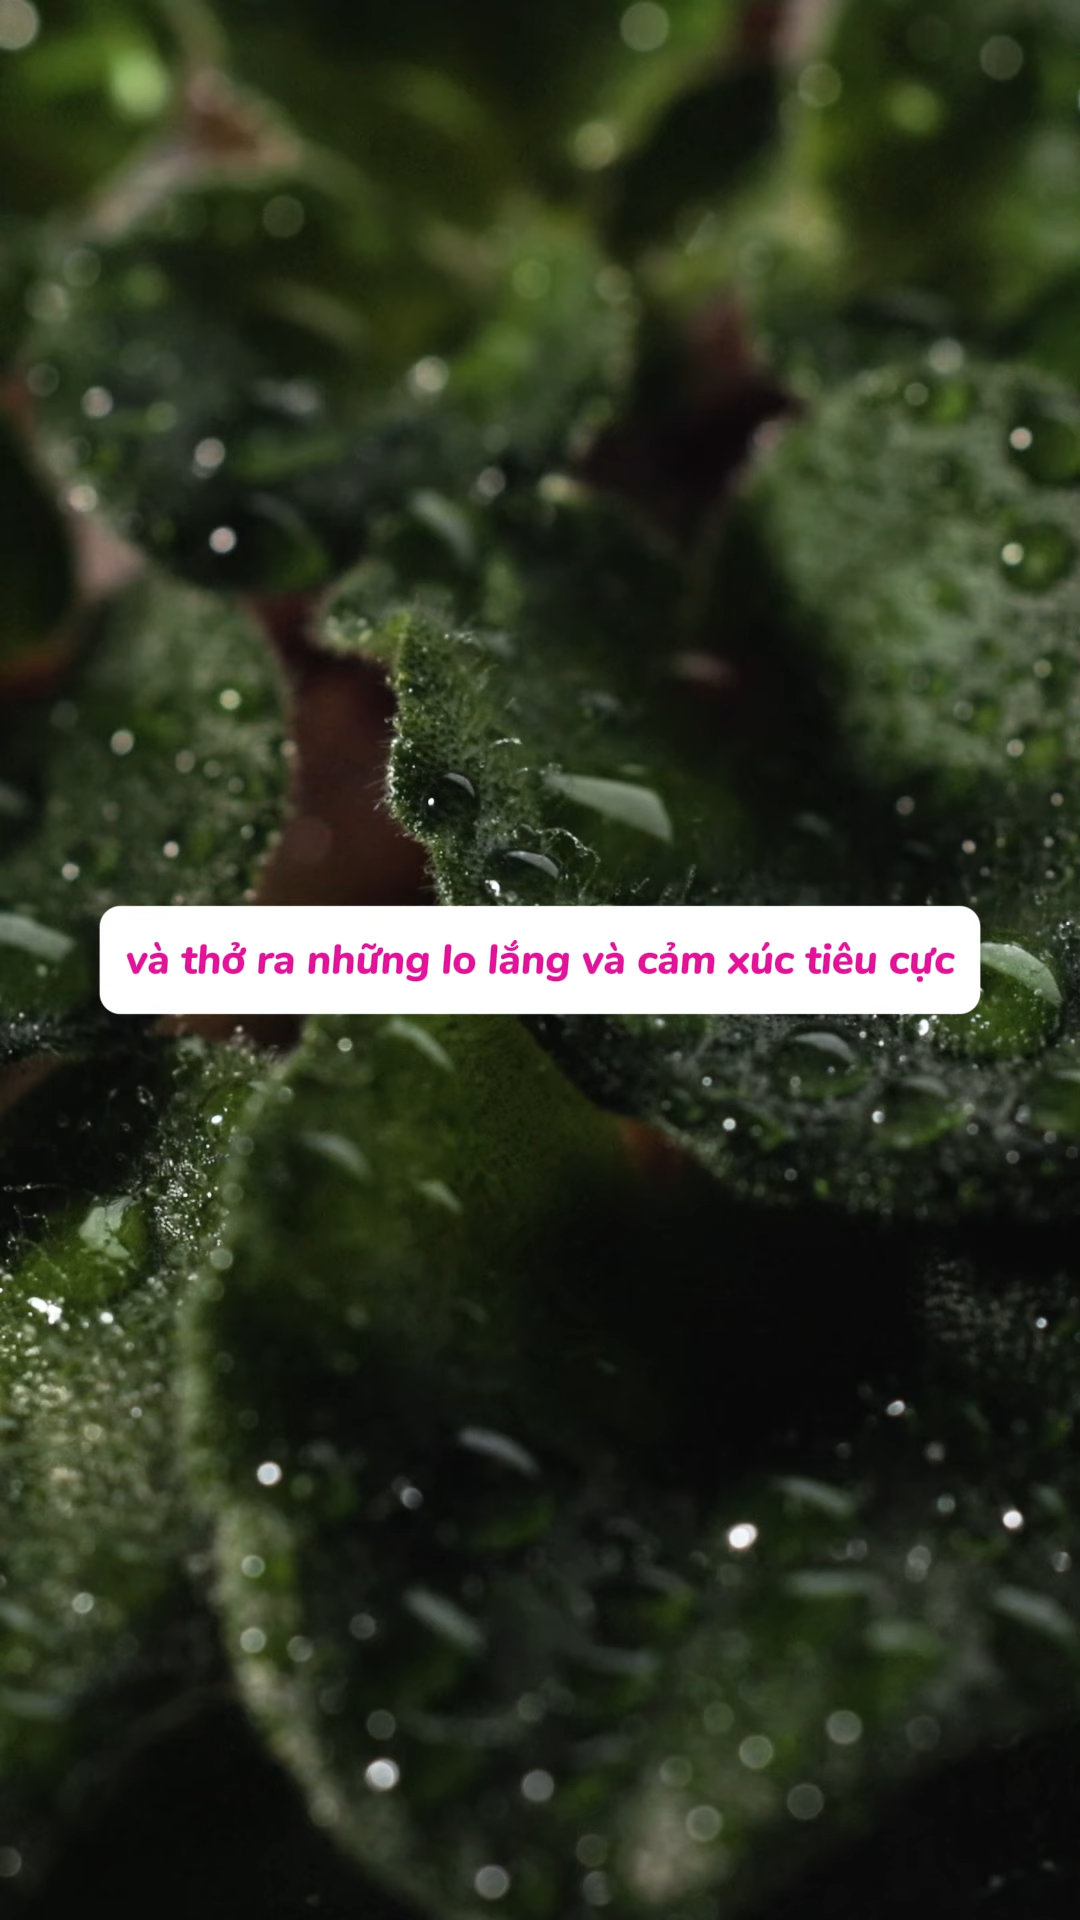 và thở ra những lo lắng và cảm xúc tiêu cực